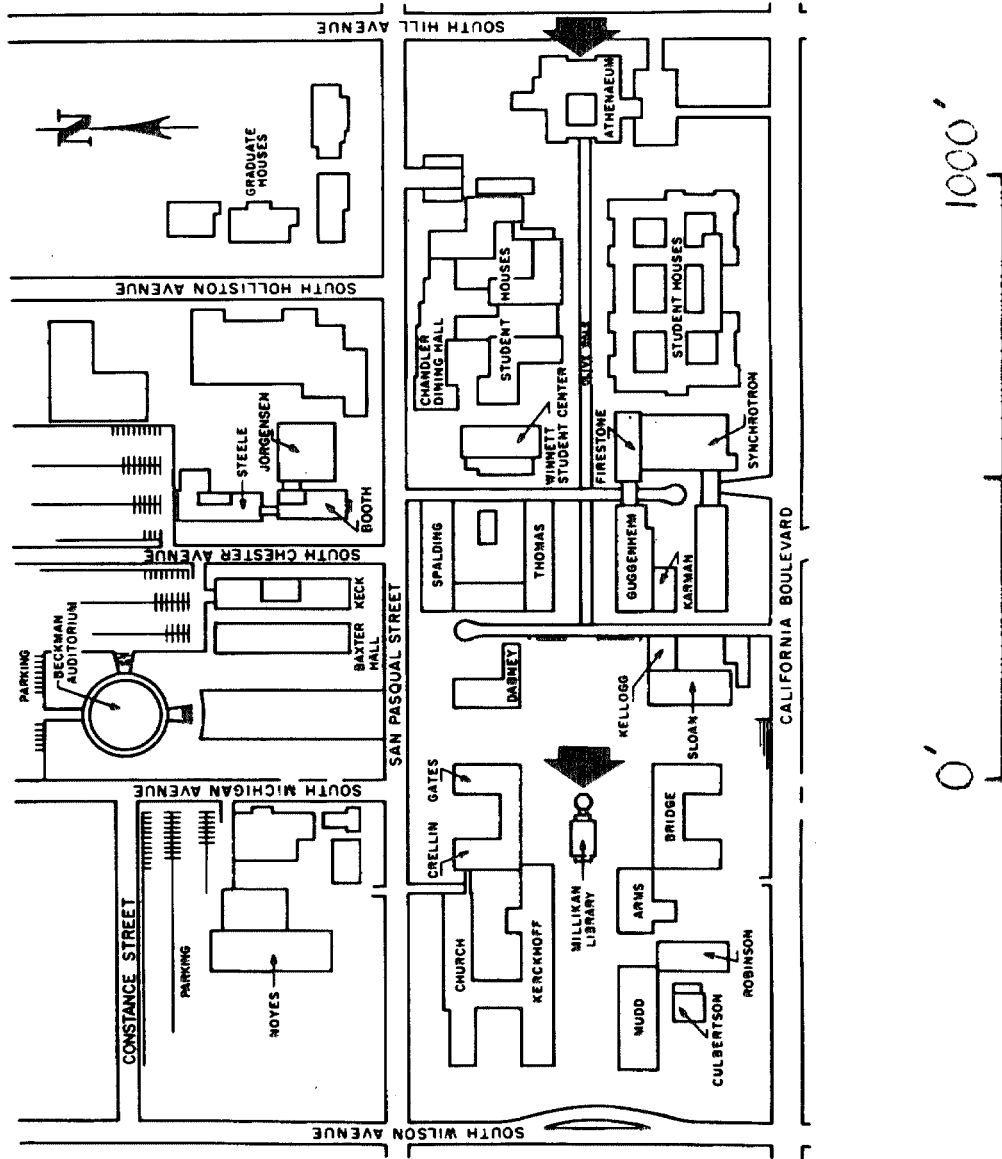 SOUTH HILL AVENUE
N
GRADUATE
HOUSES
ATHENAEUM
SOUTH HOLLISTON AVENUE
CHANDLER
DINING HALL
STUDENT HOUSES
OLIVE WALK
STUDENT HOUSES
STEELE
JORGENSEN
BOOTH
WINNETT
STUDENT CENTER
FIRESTONE
SYNCHROTRON
SOUTH CHESTER AVENUE
SPALDING
THOMAS
GUGGENHEIM
KARMAN
PARKING
BECKMAN
AUDITORIUM
BAXTER
HALL
KECK
SAN PASQUAL STREET
DABNEY
KELLOGG
SLOAN
CALIFORNIA BOULEVARD
SOUTH MICHIGAN AVENUE
CRELLIN
GATES
MILLIKAN
LIBRARY
BRIDGE
ARMS
CONSTANCE STREET
PARKING
NOYES
CHURCH
KERCKHOFF
MUDD
CULBERTSON
ROBINSON
SOUTH WILSON AVENUE
0'
1000'